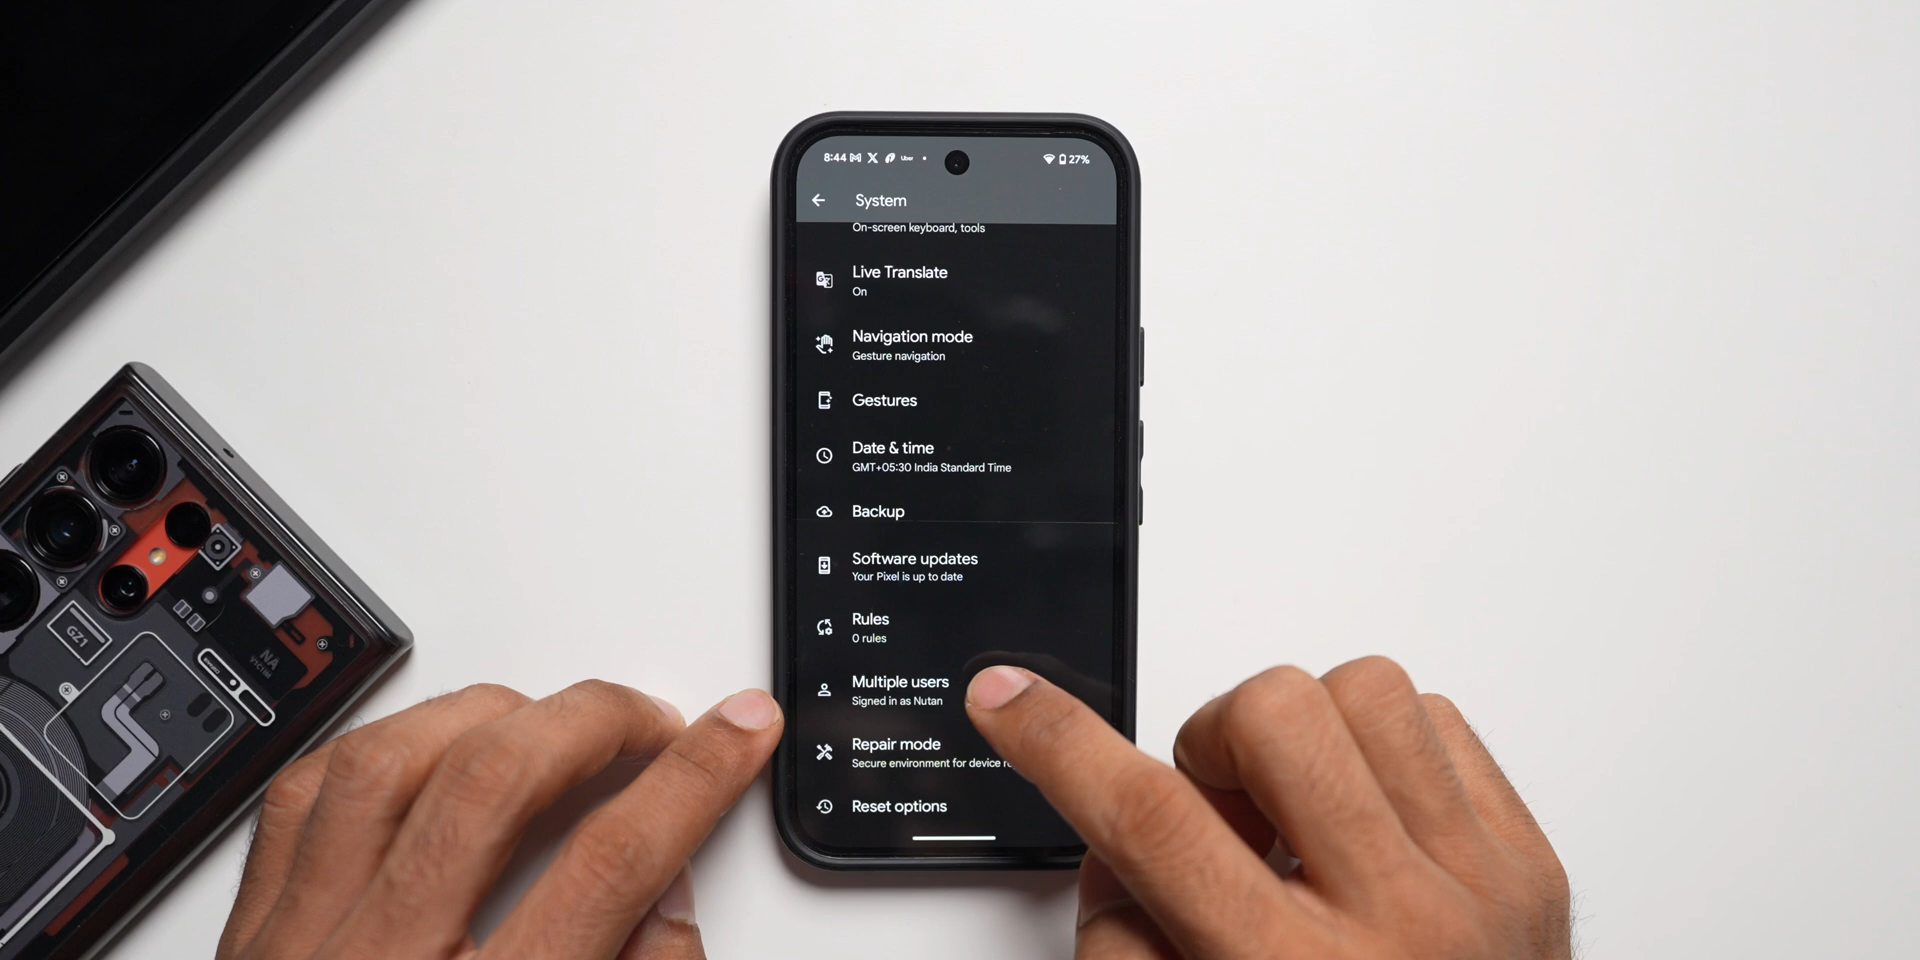 8:44 Uber 27%
System
On-screen keyboard, tools
Live Translate
On
Navigation mode
Gesture navigation
Gestures
Date & time
GMT+05:30 India Standard Time
Backup
Software updates
Your Pixel is up to date
Rules
0 rules
Multiple users
Signed in as Nutan
Repair mode
Secure environment for device
Reset options
GZ1
NA